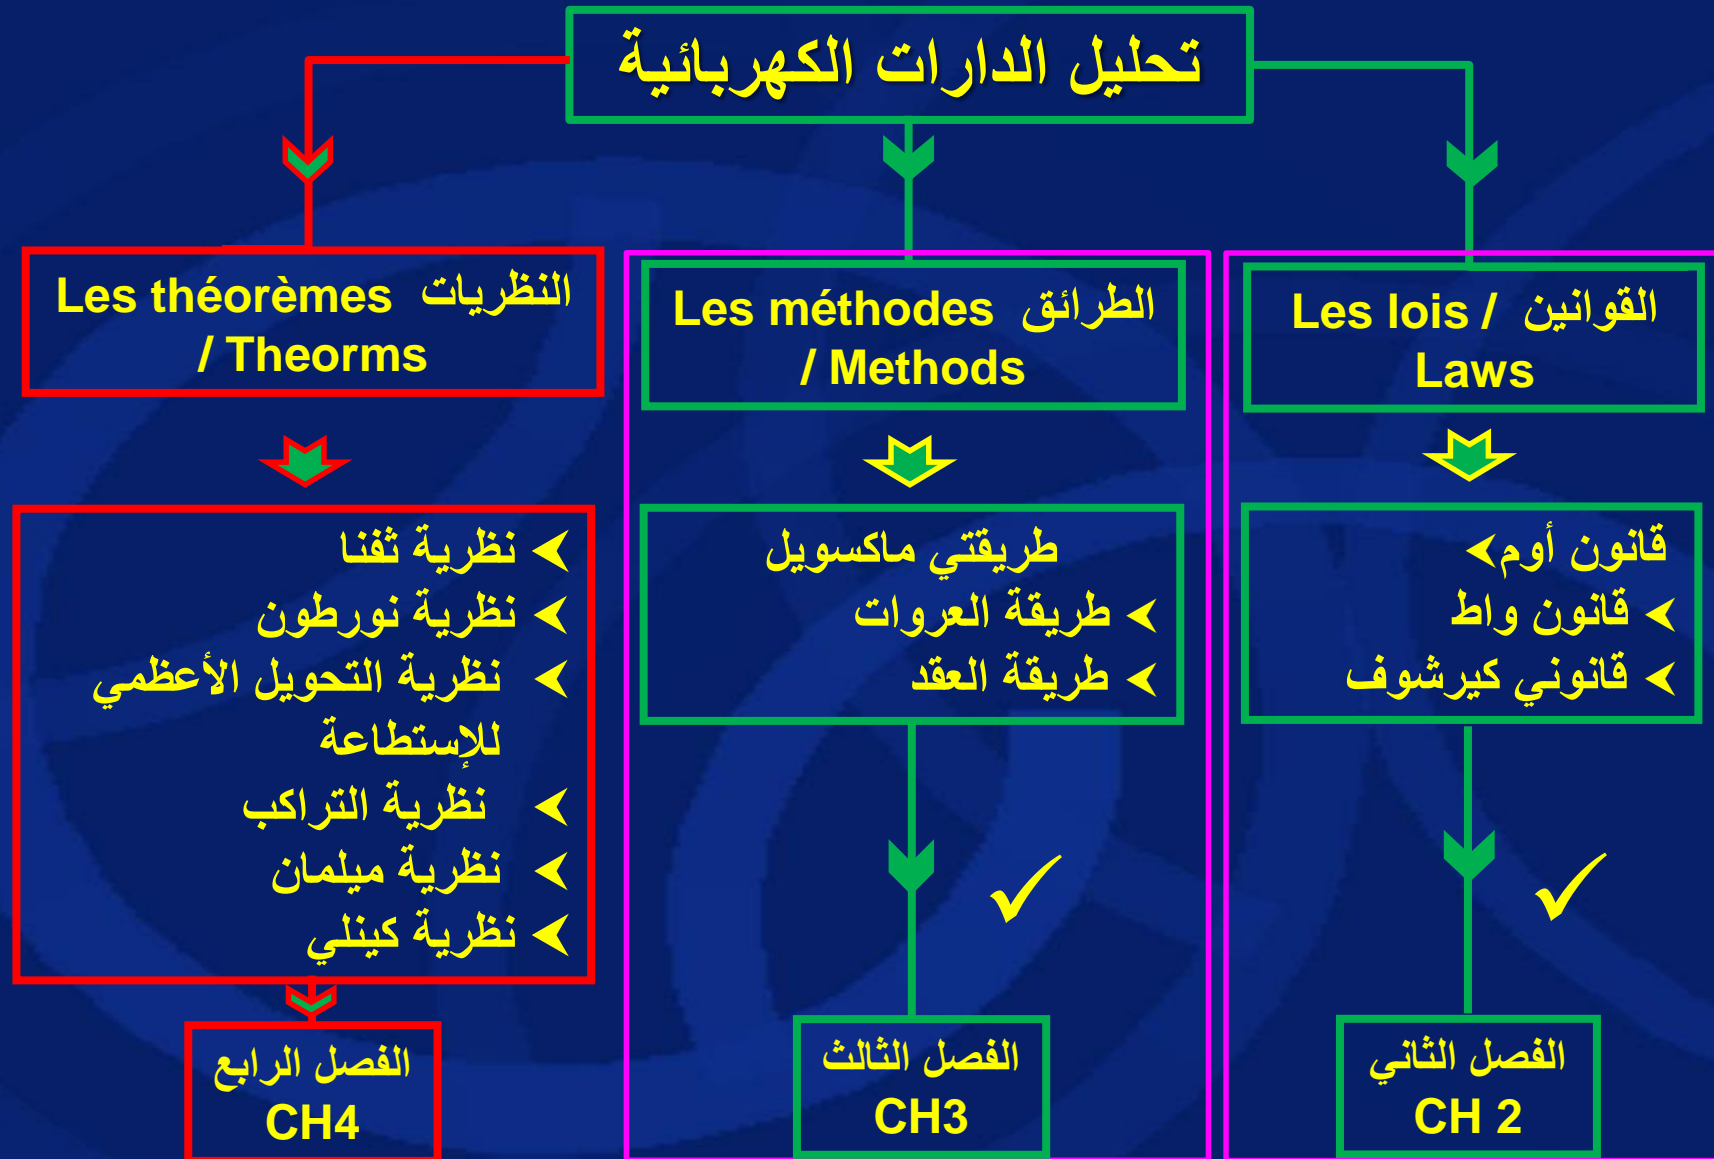 تحليل الدارات الكهربائية
القوانين Les lois /
Laws
قانون أوم
قانون واط
قانوني كيرشوف
الفصل الثاني
CH 2
الطرائق Les méthodes
/ Methods
طريقتي ماكسويل
طريقة العروات
طريقة العقد
الفصل الثالث
CH3
النظريات Les théorèmes
/ Theorms
نظرية ثفنا
نظرية نورطون
نظرية التحويل الأعظمي
للإستطاعة
نظرية التراكب
نظرية ميلمان
نظرية كينلي
الفصل الرابع
CH4